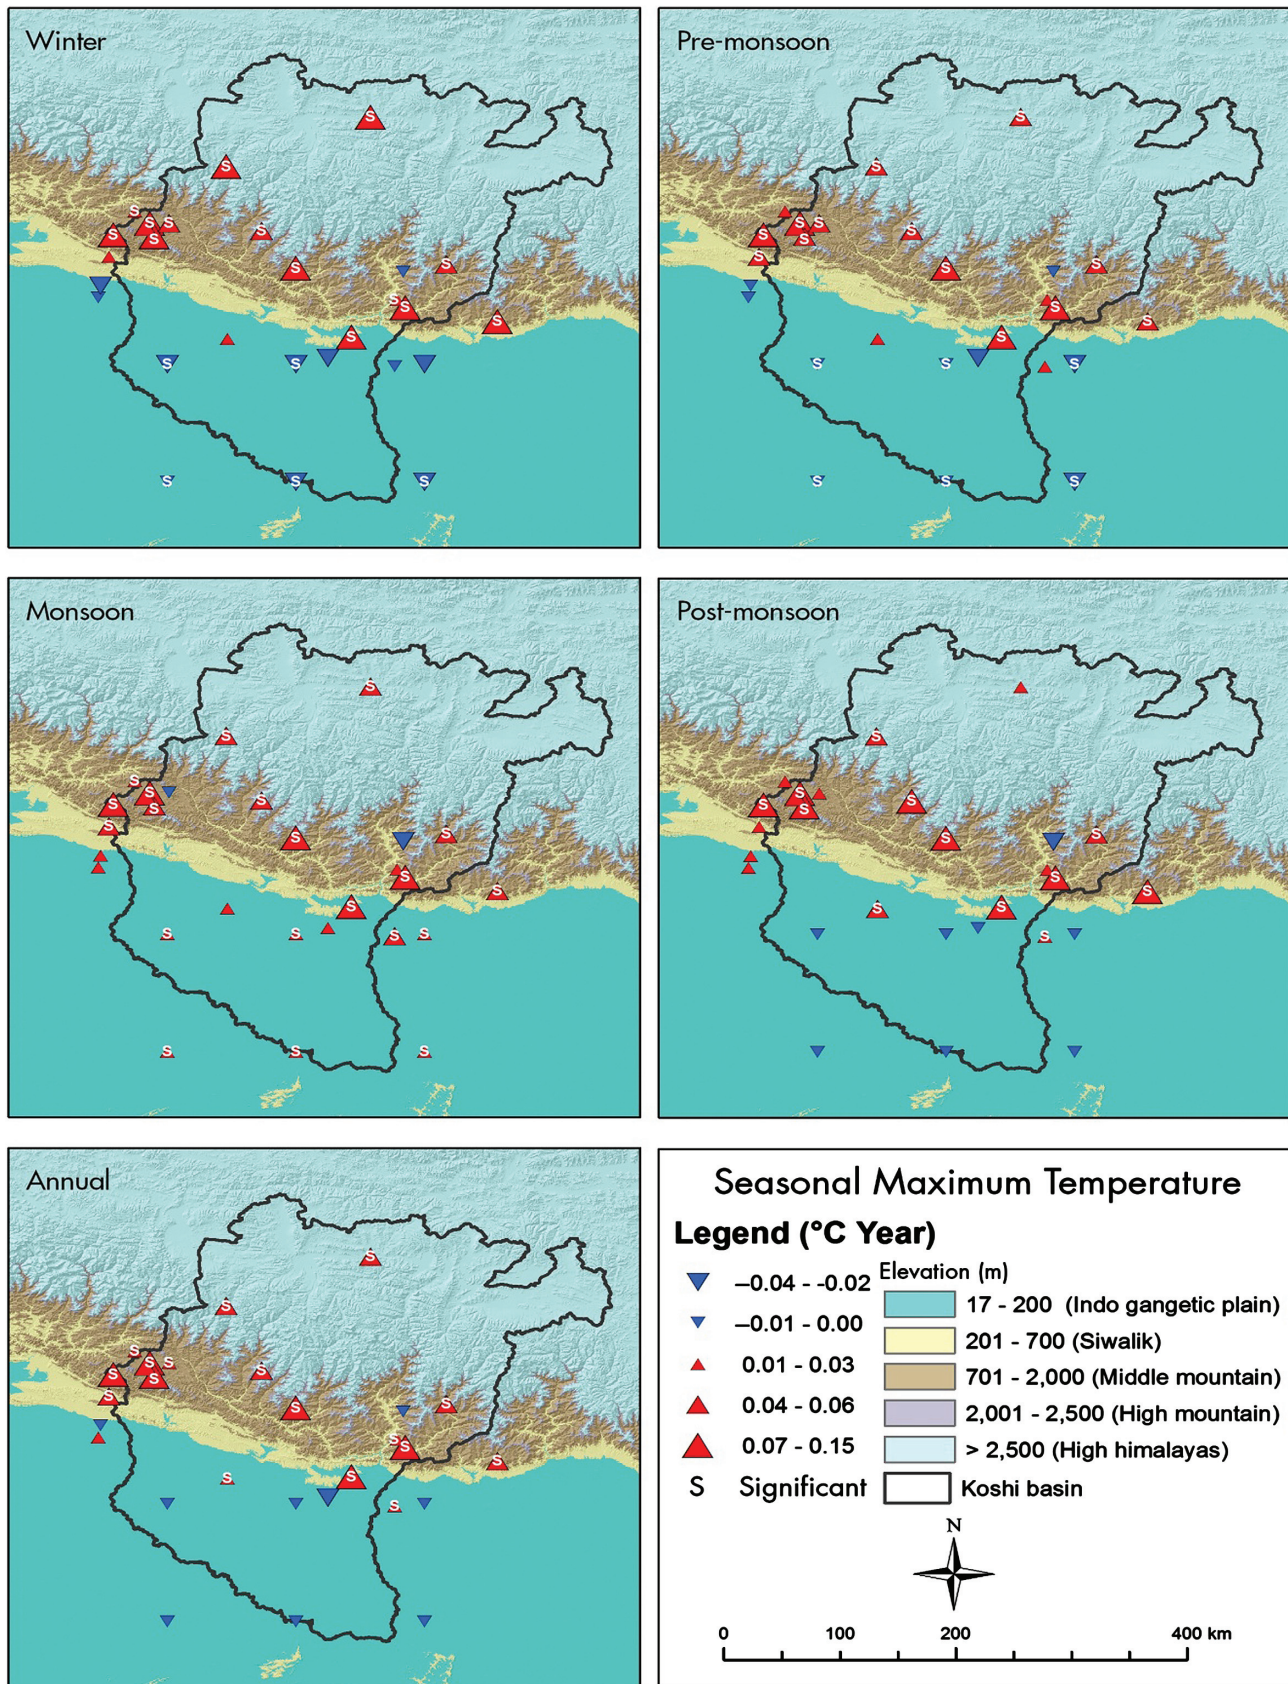 Winter
Pre-monsoon
Monsoon
Post-monsoon
Annual
Seasonal Maximum Temperature
Legend (°C Year)
–0.04 - -0.02
–0.01 - 0.00
0.01 - 0.03
0.04 - 0.06
0.07 - 0.15
S Significant
Elevation (m)
17 - 200 (Indo gangetic plain)
201 - 700 (Siwalik)
701 - 2,000 (Middle mountain)
2,001 - 2,500 (High mountain)
> 2,500 (High himalayas)
Koshi basin
N
0 100 200 400 km